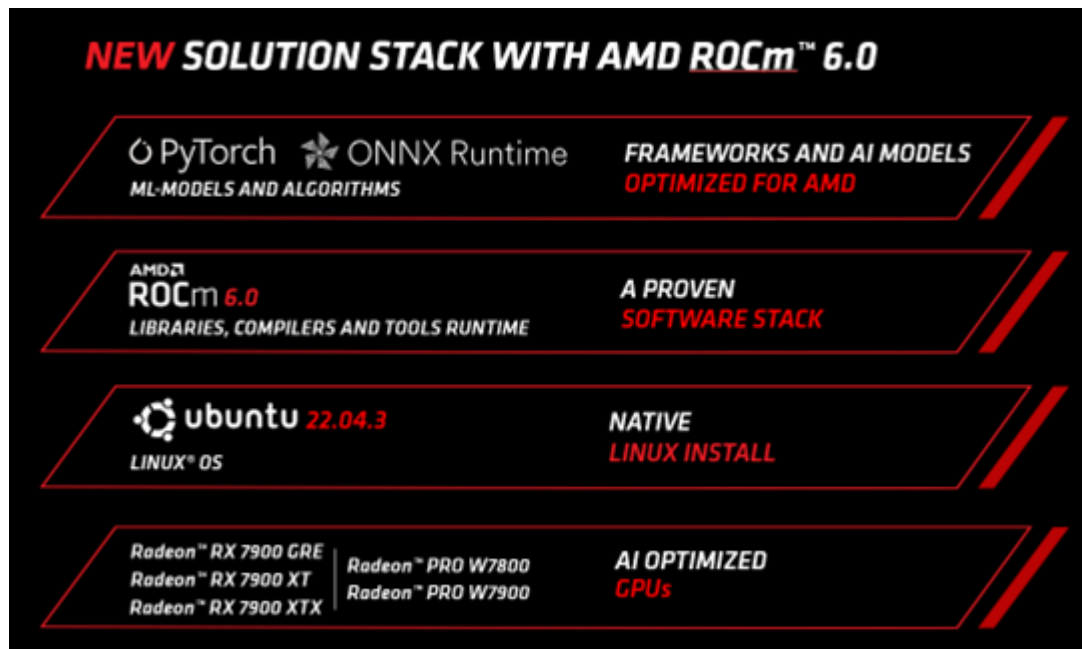 NEW SOLUTION STACK WITH AMD ROCm™ 6.0
PyTorch ONNX Runtime
ML-MODELS AND ALGORITHMS
FRAMEWORKS AND AI MODELS
OPTIMIZED FOR AMD
AMD
ROCm 6.0
LIBRARIES, COMPILERS AND TOOLS RUNTIME
A PROVEN
SOFTWARE STACK
ubuntu 22.04.3
LINUX® OS
NATIVE
LINUX INSTALL
Radeon™ RX 7900 GRE
Radeon™ RX 7900 XT
Radeon™ RX 7900 XTX
Radeon™ PRO W7800
Radeon™ PRO W7900
AI OPTIMIZED
GPUs